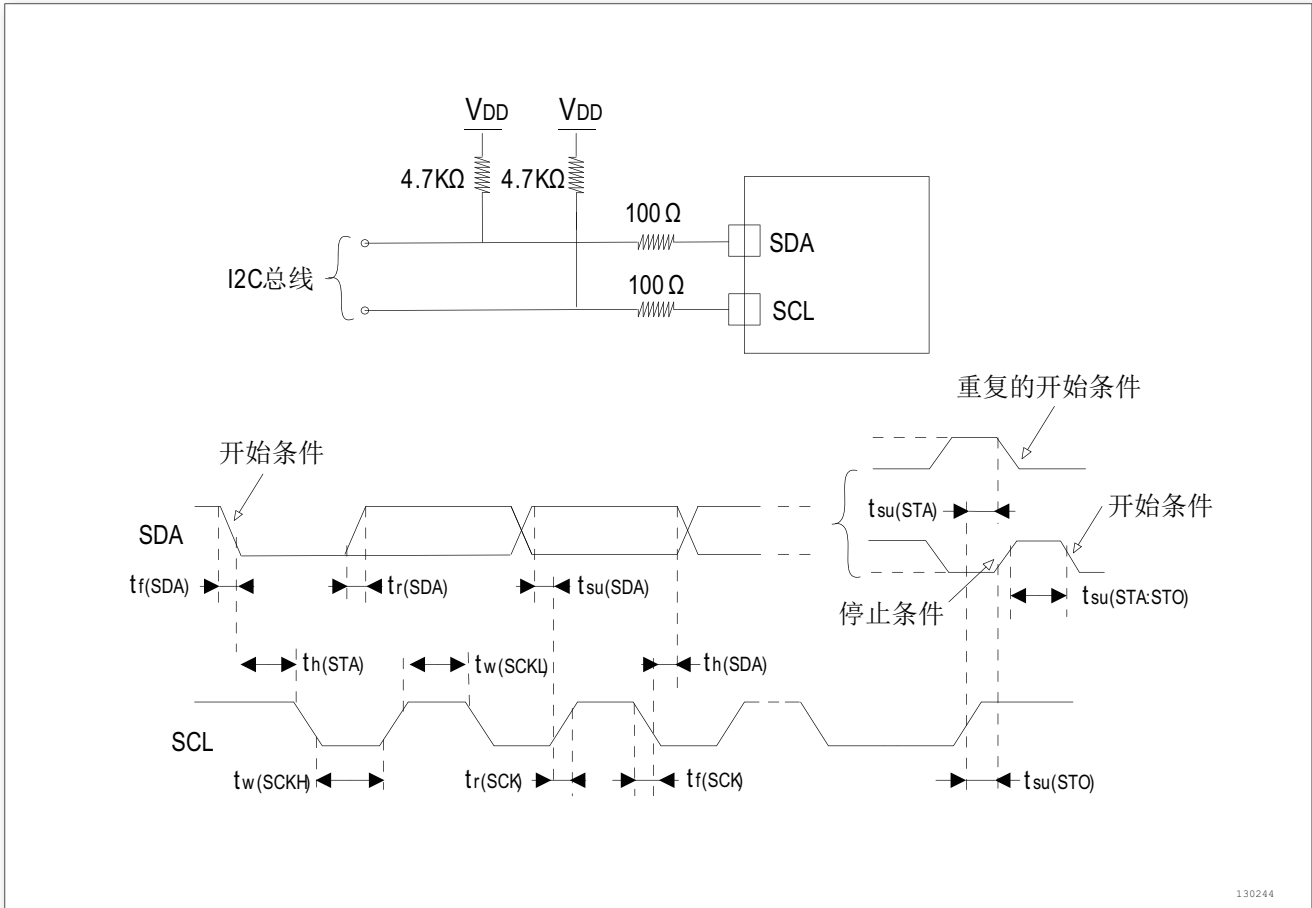 VDD VDD
4.7KΩ 4.7KΩ
100 Ω
SDA
I2C总线
100 Ω
SCL
重复的开始条件
开始条件
tsu(STA)
开始条件
SDA
tf(SDA)
tr(SDA)
tsu(SDA)
停止条件
tsu(STA:STO)
th(STA)
tw(SCKL)
th(SDA)
SCL
tw(SCKH)
tr(SCK)
tf(SCK)
tsu(STO)
130244